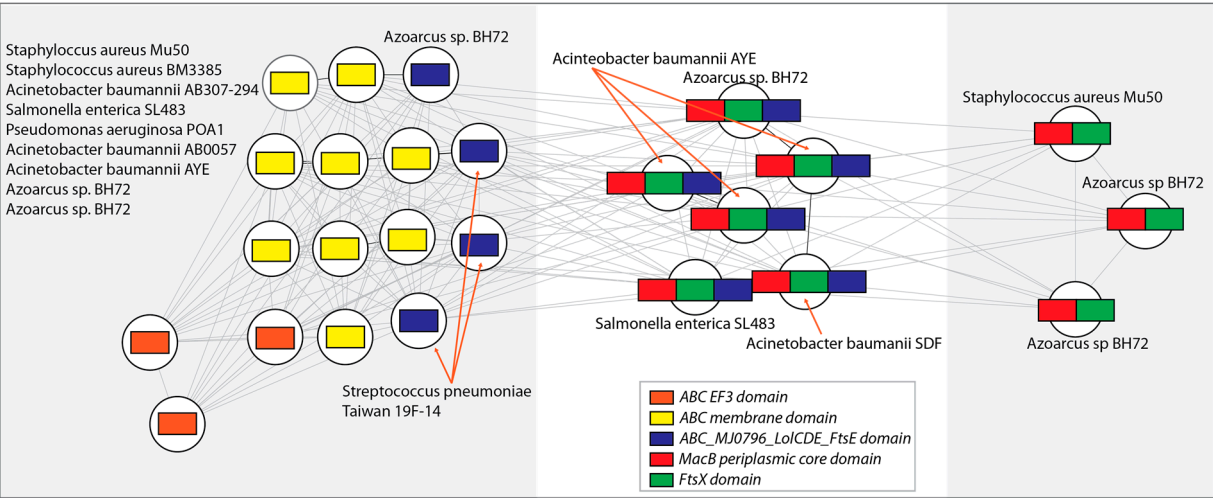 Staphyloccus aureus Mu50
Staphylococcus aureus BM3385
Acinetobacter baumannii AB307-294
Salmonella enterica SL483
Pseudomonas aeruginosa POA1
Acinetobacter baumannii AB0057
Acinetobacter baumannii AYE
Azoarcus sp. BH72
Azoarcus sp. BH72
Azoarcus sp. BH72
Streptococcus pneumoniae
Taiwan 19F-14
Acinteobacter baumannii AYE
Azoarcus sp. BH72
Salmonella enterica SL483
Acinetobacter baumanii SDF
Staphylococcus aureus Mu50
Azoarcus sp BH72
Azoarcus sp BH72
ABC EF3 domain
ABC membrane domain
ABC_MJ0796_LolCDE_FtsE domain
MacB periplasmic core domain
FtsX domain